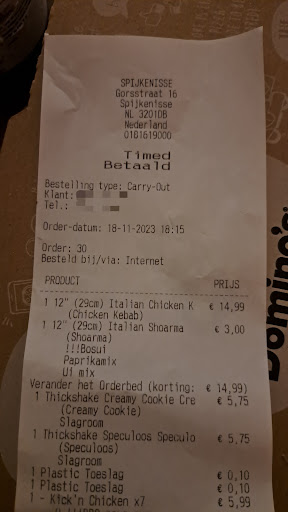 SPIJKENISSE
Gorsstraat 16
Spijkenisse
NL 3201DB
Nederland
0181619000
Timed
Betaald
Bestelling type: Carry-Out
Klant:
Tel.:
Order-datum: 18-11-2023 18:15
Order: 30
Besteld bij/via: Internet
PRODUCT PRIJS
1 12" (29cm) Italian Chicken K € 14,99
(Chicken Kebab)
1 12" (29cm) Italian Shoarma € 3,00
(Shoarma)
!!!Bosui
Paprikamix
Ui mix
Verander het Orderbed (korting: € 14,99)
1 Thickshake Creamy Cookie Cre € 5,75
(Creamy Cookie)
Slagroom
1 Thickshake Speculoos Speculo € 5,75
(Speculoos)
Slagroom
1 Plastic Toeslag € 0,10
1 Plastic Toeslag € 0,10
1 - Kick'n Chicken x7 € 5,99
Domino's